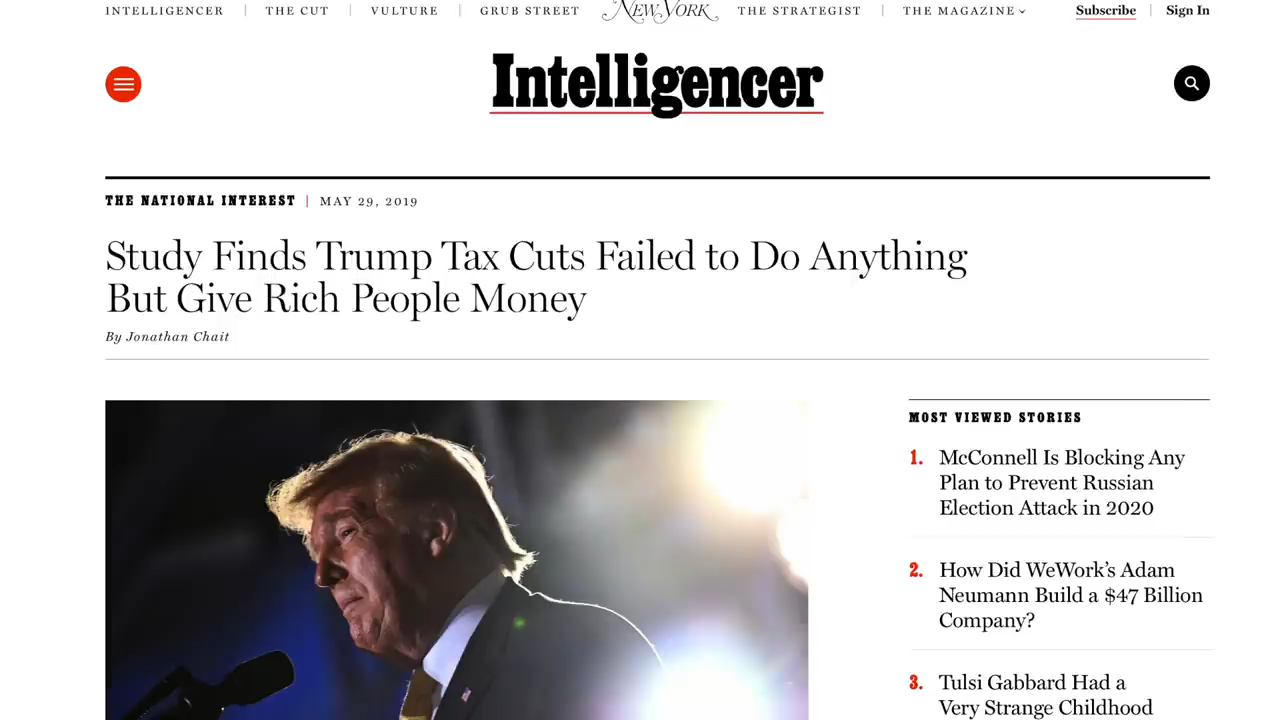 INTELLIGENCER | THE CUT | VULTURE | GRUB STREET NEW YORK THE STRATEGIST | THE MAGAZINE Subscribe | Sign In
Intelligencer
THE NATIONAL INTEREST | MAY 29, 2019
Study Finds Trump Tax Cuts Failed to Do Anything
But Give Rich People Money
By Jonathan Chait
MOST VIEWED STORIES
1. McConnell Is Blocking Any
Plan to Prevent Russian
Election Attack in 2020
2. How Did WeWork’s Adam
Neumann Build a $47 Billion
Company?
3. Tulsi Gabbard Had a
Very Strange Childhood